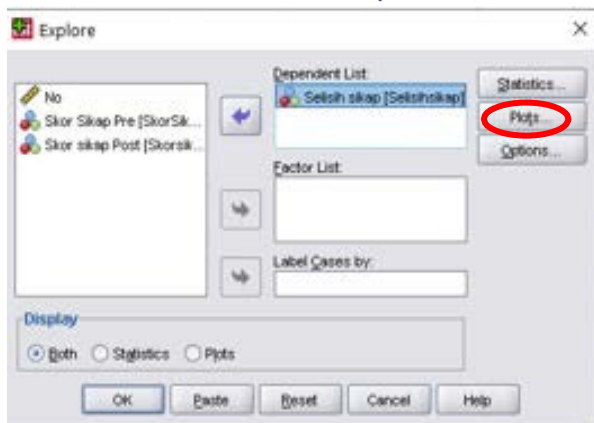 Explore
Dependent List:
No
Skor Sikap Pre [SkorSik...
Skor sikap Post [Skorsik...
Selisih sikap [Selisihsikap]
Statistics...
Plots...
Options...
Factor List:
Label Cases by:
Display
Both Statistics Plots
OK Paste Reset Cancel Help